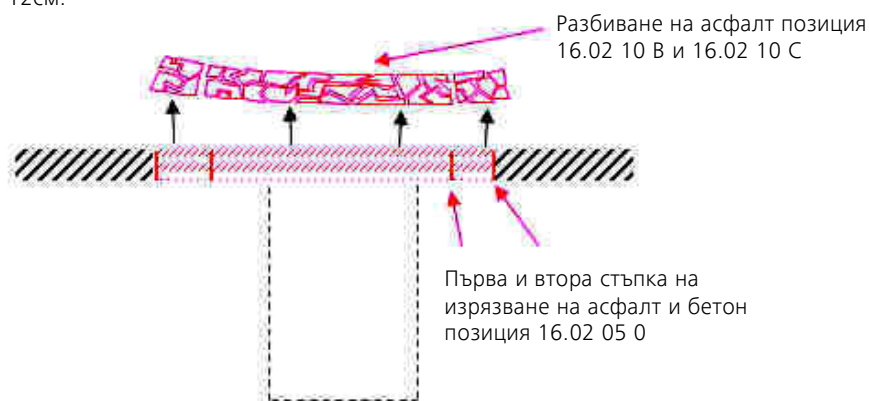 12см.
Разбиване на асфалт позиция
16.02 10 В и 16.02 10 С
Първа и втора стъпка на
изрязване на асфалт и бетон
позиция 16.02 05 0